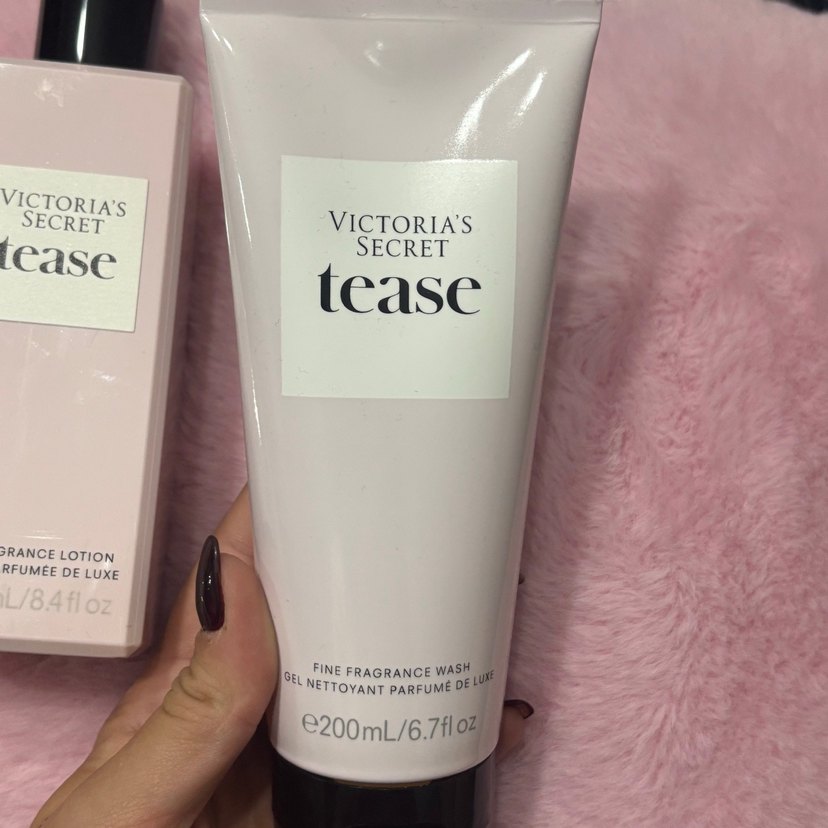 VICTORIA'S
SECRET
tease
GRANCE LOTION
RFUMÉE DE LUXE
L/8.4 fl oz
VICTORIA'S
SECRET
tease
FINE FRAGRANCE WASH
GEL NETTOYANT PARFUMÉ DE LUXE
℮200mL/6.7fl oz